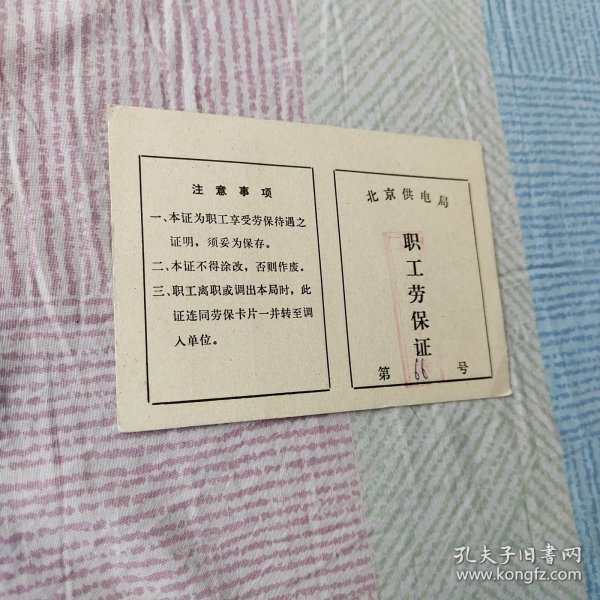 注意事项
一、本证为职工享受劳保待遇之
证明，须妥为保存。
二、本证不得涂改，否则作废。
三、职工离职或调出本局时，此
证连同劳保卡片一并转至调
入单位。
北京供电局
职工劳保证
第66号
孔夫子旧书网
www.kongfz.com